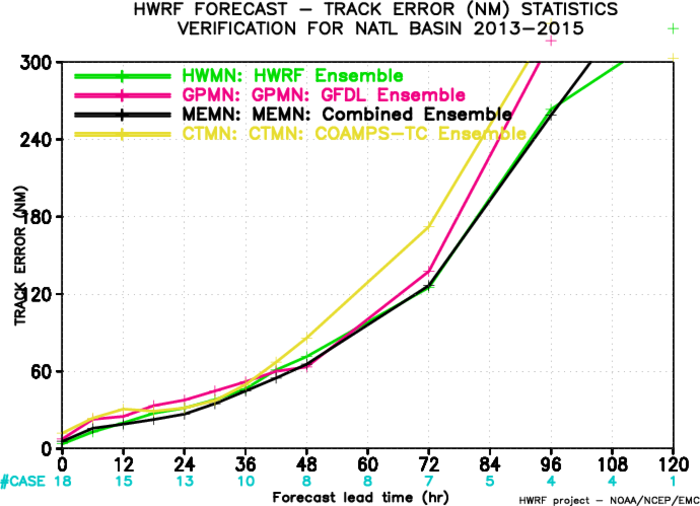 HWRF FORECAST – TRACK ERROR (NM) STATISTICS
VERIFICATION FOR NATL BASIN 2013–2015
HWMN: HWRF Ensemble
GPMN: GPMN: GFDL Ensemble
MEMN: MEMN: Combined Ensemble
CTMN: CTMN: COAMPS–TC Ensemble
TRACK ERROR (NM)
300
240
180
120
60
0
0 12 24 36 48 60 72 84 96 108 120
#CASE 18 15 13 10 8 8 7 5 4 4 1
Forecast lead time (hr)
HWRF project – NOAA/NCEP/EMC